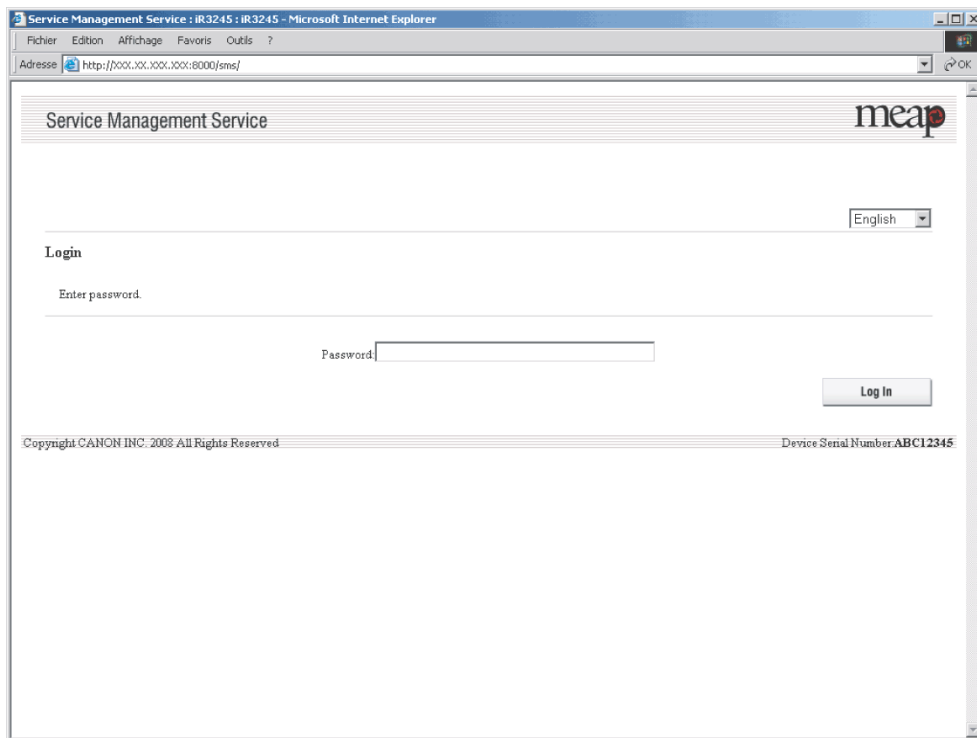 Service Management Service : iR3245 : iR3245 - Microsoft Internet Explorer
Fichier Edition Affichage Favoris Outils ?
Adresse http://XXX.XX.XXX.XXX:8000/sms/ OK
Service Management Service meap
English
Login
Enter password.
Password:
Log In
Copyright CANON INC. 2008 All Rights Reserved Device Serial Number:ABC12345